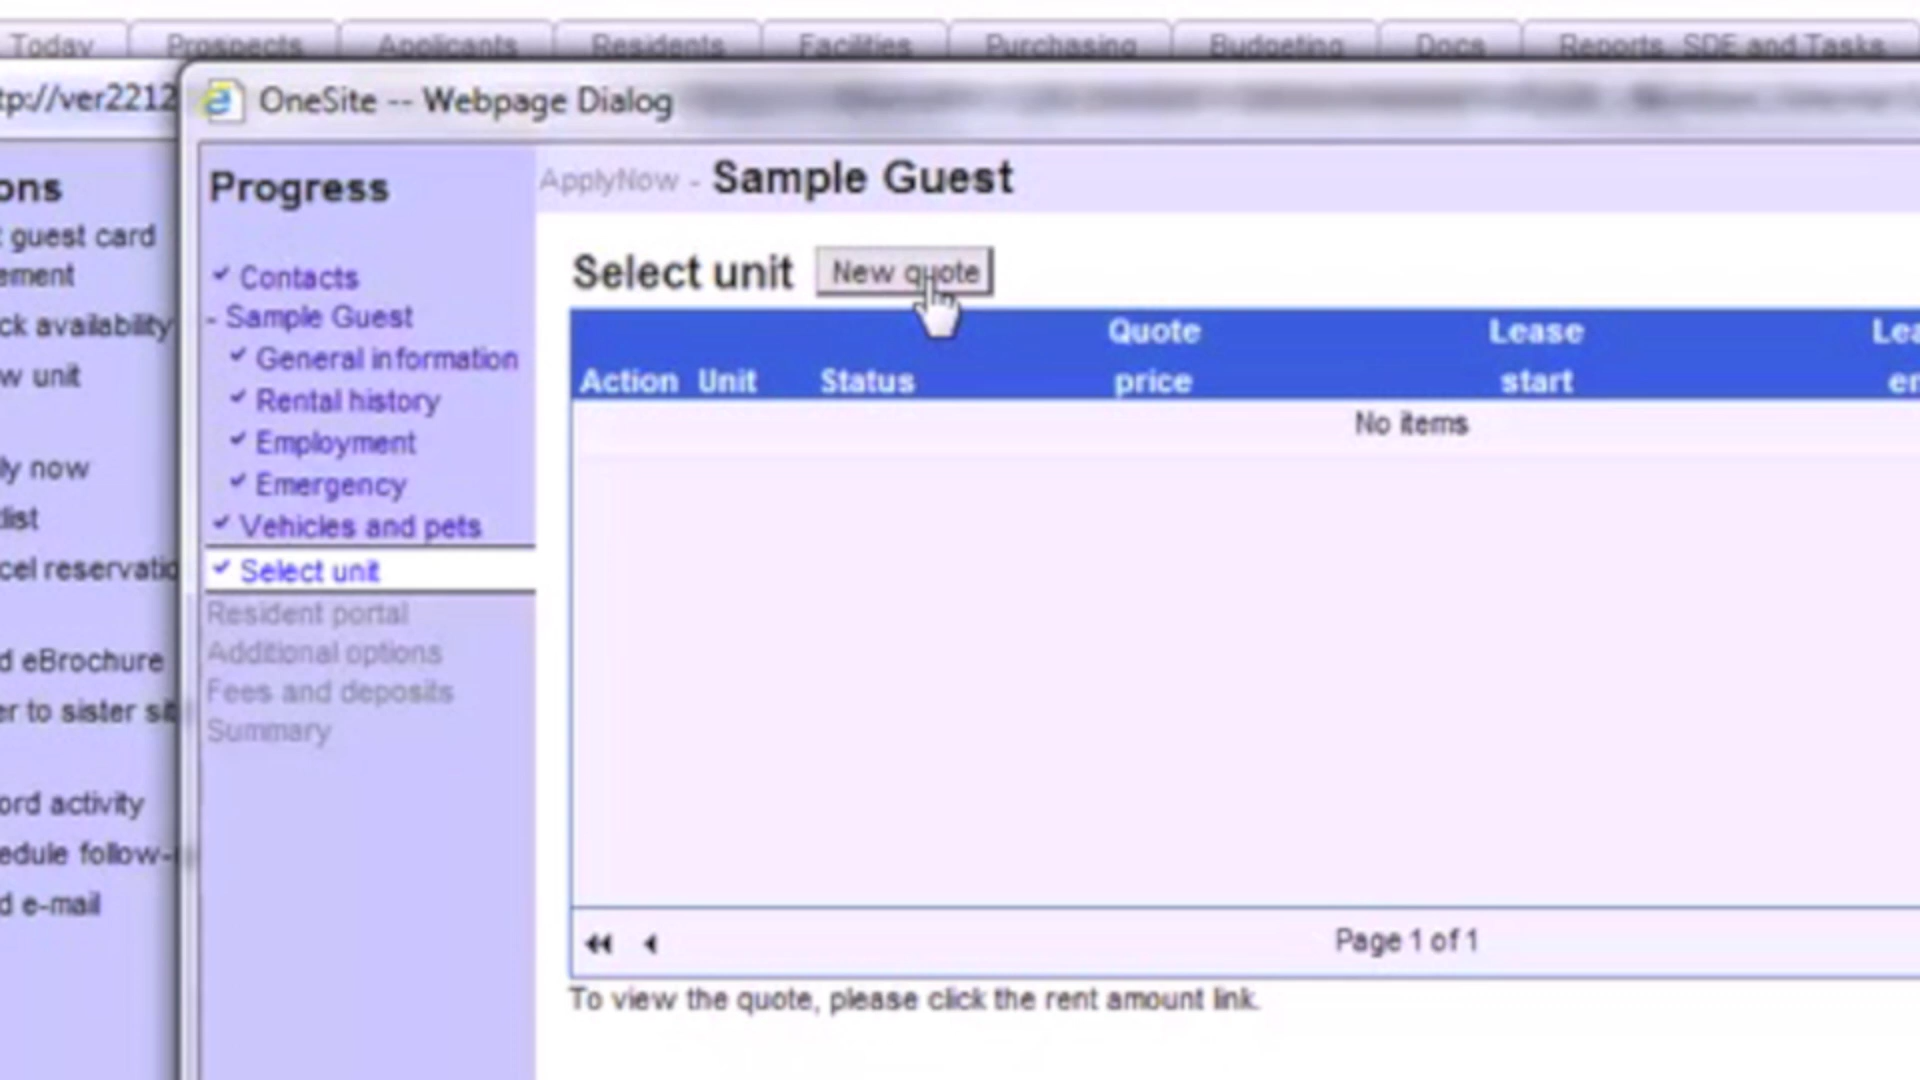 Today Prospects Applicants Residents Facilities Purchasing Budgeting Docs Reports, SDE and Tasks
tp://ver2212
OneSite -- Webpage Dialog
ons
guest card
ement
ck availability
w unit
ly now
list
cel reservatio
d eBrochure
er to sister sit
ord activity
edule follow-
d e-mail
Progress
Contacts
- Sample Guest
General information
Rental history
Employment
Emergency
Vehicles and pets
Select unit
Resident portal
Additional options
Fees and deposits
Summary
ApplyNow - Sample Guest
Select unit New quote
Quote Lease Lea
Action Unit Status price start en
No items
Page 1 of 1
To view the quote, please click the rent amount link.